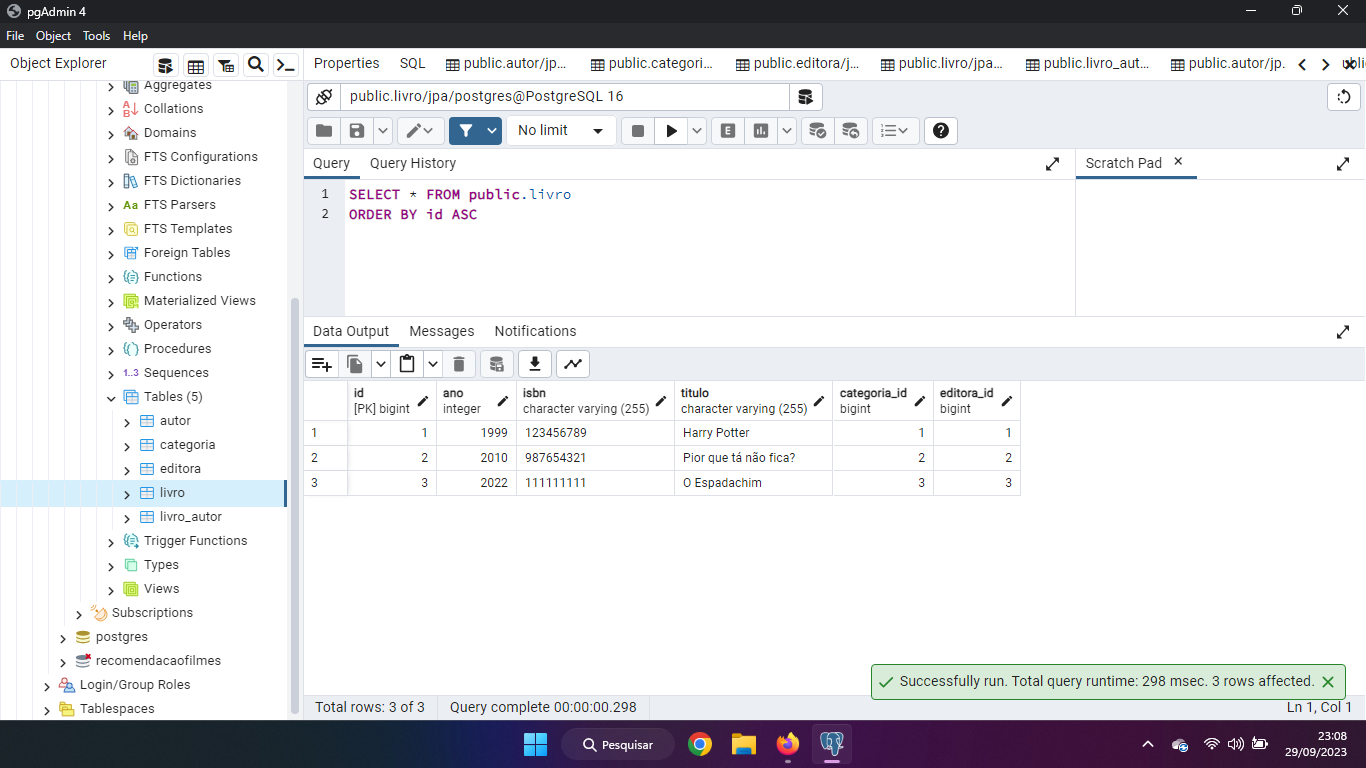 pgAdmin 4
File Object Tools Help
Object Explorer
Properties SQL public.autor/jp... public.categori... public.editora/j... public.livro/jpa... public.livro_aut... public.autor/jp.
public.livro/jpa/postgres@PostgreSQL 16
No limit
E
Query Query History
Scratch Pad
1 SELECT * FROM public.livro
2 ORDER BY id ASC
Aggregates
Collations
Domains
FTS Configurations
FTS Dictionaries
Aa FTS Parsers
FTS Templates
Foreign Tables
Functions
Materialized Views
Operators
Procedures
1..3 Sequences
Tables (5)
autor
categoria
editora
livro
livro_autor
Trigger Functions
Types
Views
Subscriptions
postgres
recomendacaofilmes
Login/Group Roles
Tablespaces
Data Output Messages Notifications
id ano isbn titulo categoria_id editora_id
[PK] bigint integer character varying (255) character varying (255) bigint bigint
1 1 1999 123456789 Harry Potter 1 1
2 2 2010 987654321 Pior que tá não fica? 2 2
3 3 2022 111111111 O Espadachim 3 3
Successfully run. Total query runtime: 298 msec. 3 rows affected.
Total rows: 3 of 3 Query complete 00:00:00.298 Ln 1, Col 1
Pesquisar
23:08
29/09/2023